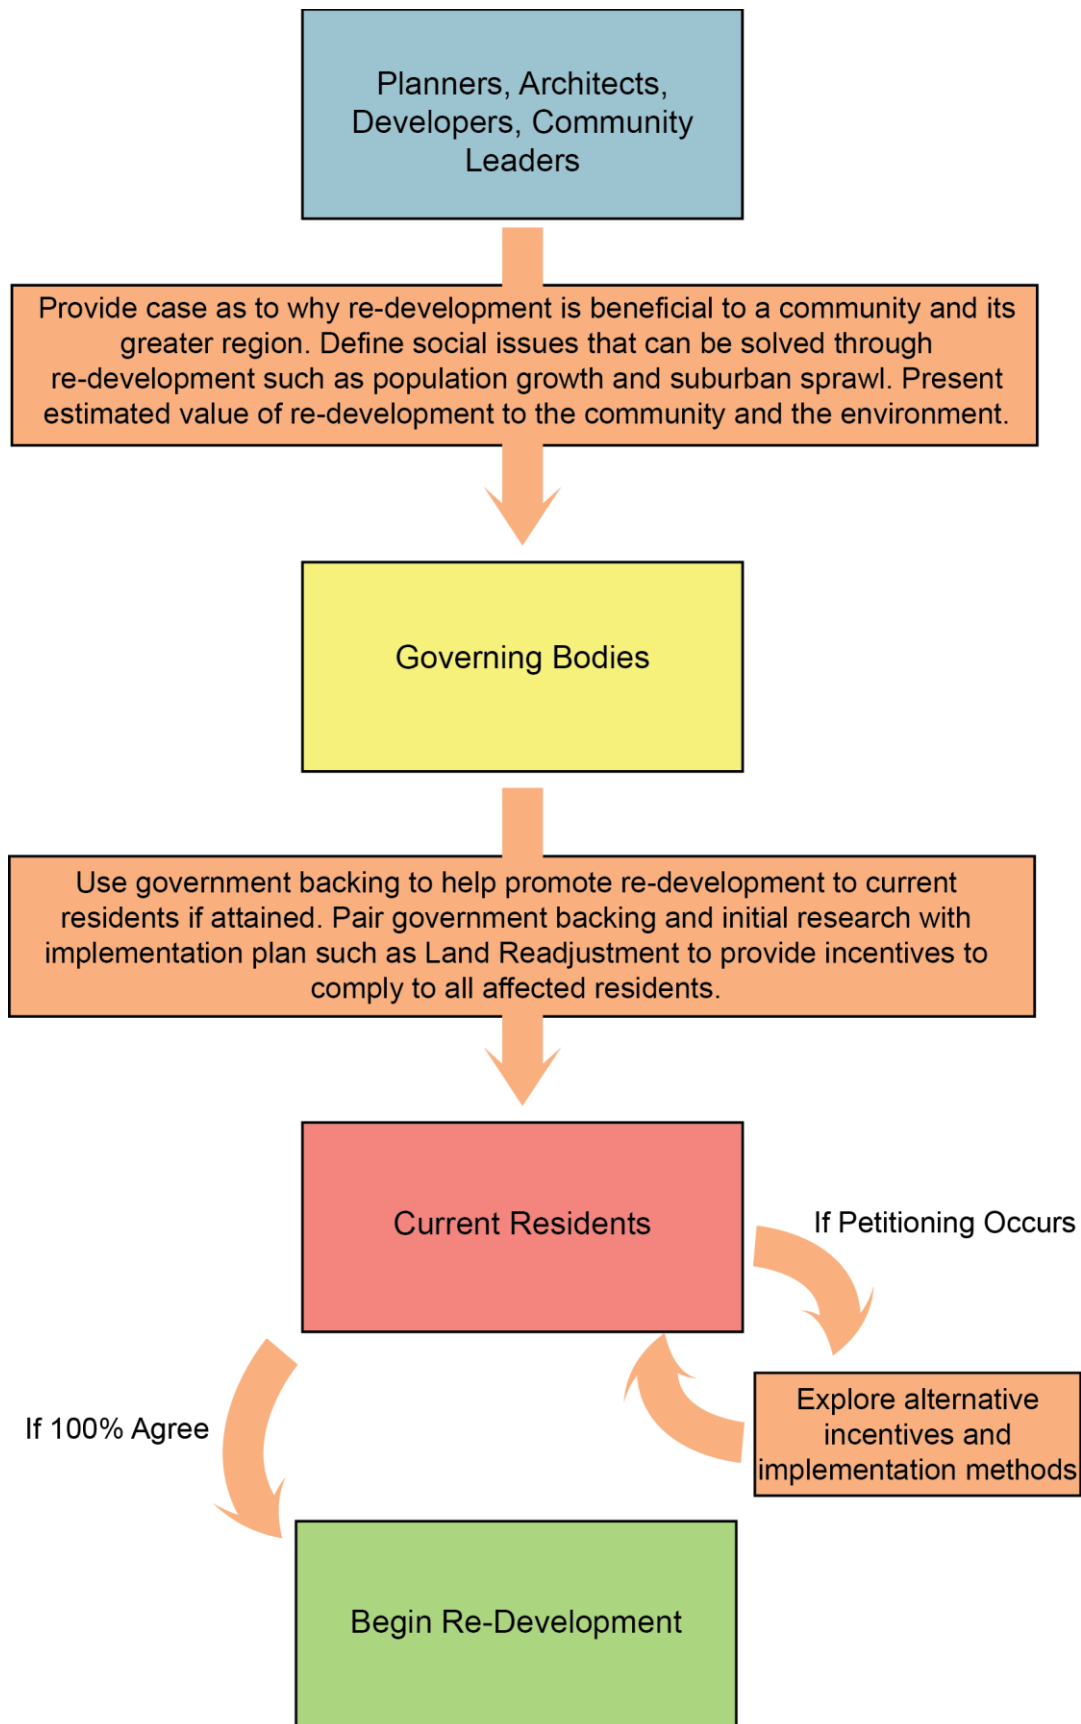 Planners, Architects,
Developers, Community
Leaders
Provide case as to why re-development is beneficial to a community and its
greater region. Define social issues that can be solved through
re-development such as population growth and suburban sprawl. Present
estimated value of re-development to the community and the environment.
Governing Bodies
Use government backing to help promote re-development to current
residents if attained. Pair government backing and initial research with
implementation plan such as Land Readjustment to provide incentives to
comply to all affected residents.
Current Residents
If Petitioning Occurs
Explore alternative
incentives and
implementation methods
If 100% Agree
Begin Re-Development